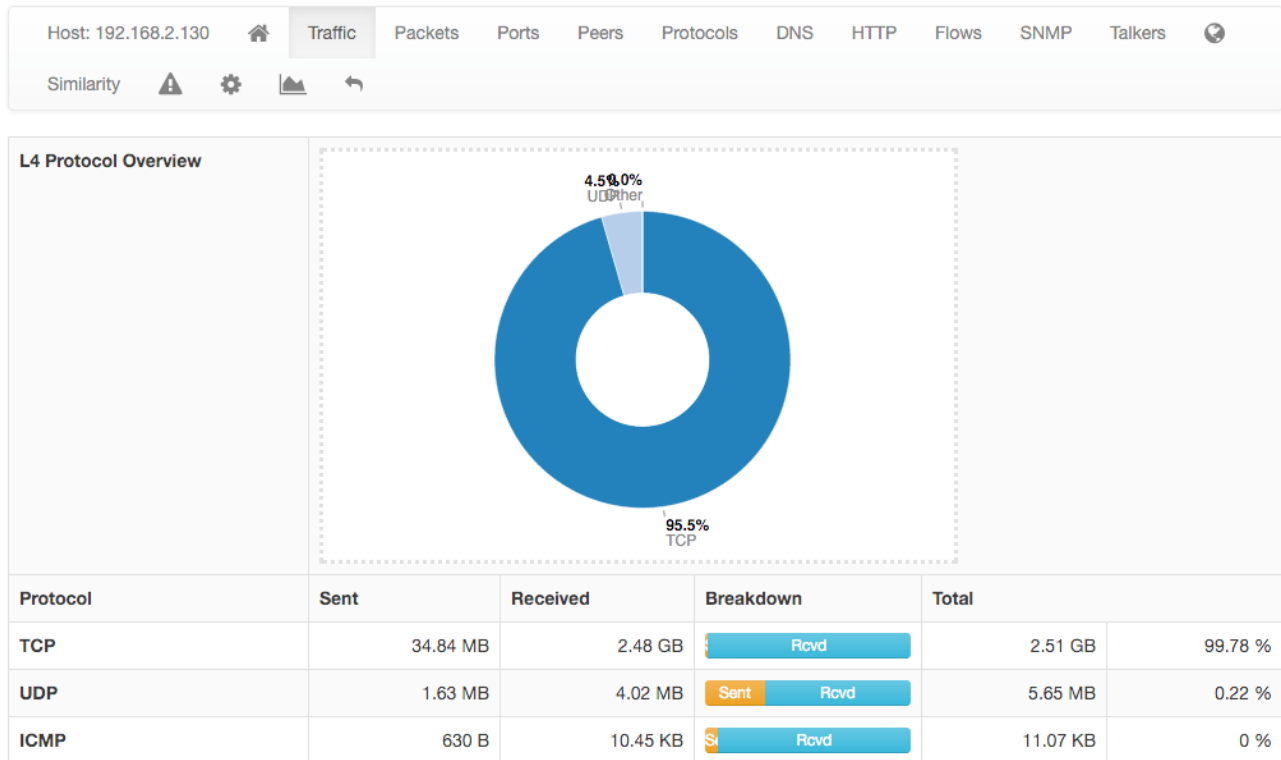 Host: 192.168.2.130 Traffic Packets Ports Peers Protocols DNS HTTP Flows SNMP Talkers
Similarity
L4 Protocol Overview
4.5% 0.0%
UDP Other
95.5%
TCP
Protocol Sent Received Breakdown Total
TCP 34.84 MB 2.48 GB Rcvd 2.51 GB 99.78 %
UDP 1.63 MB 4.02 MB Sent Rcvd 5.65 MB 0.22 %
ICMP 630 B 10.45 KB Rcvd 11.07 KB 0 %